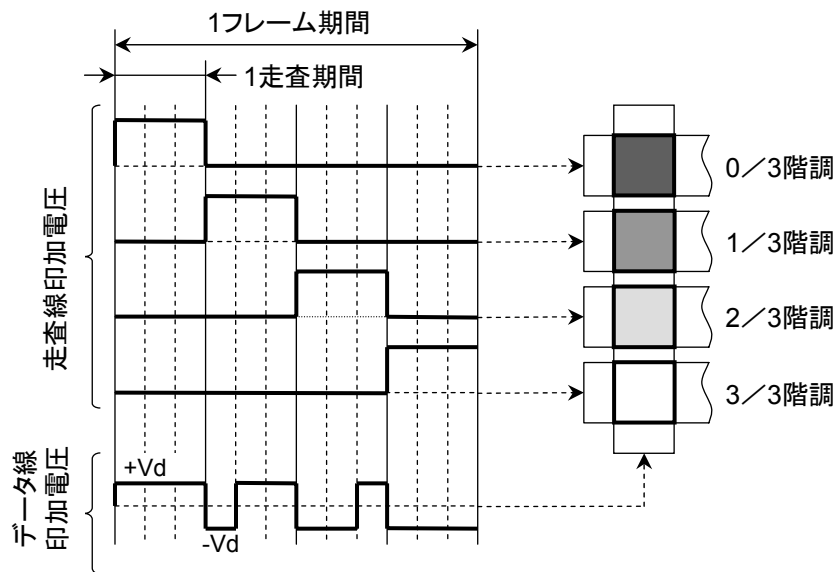 1フレーム期間
1走査期間
走査線印加電圧
0／3階調
1／3階調
2／3階調
3／3階調
データ線
印加電圧
+Vd
-Vd